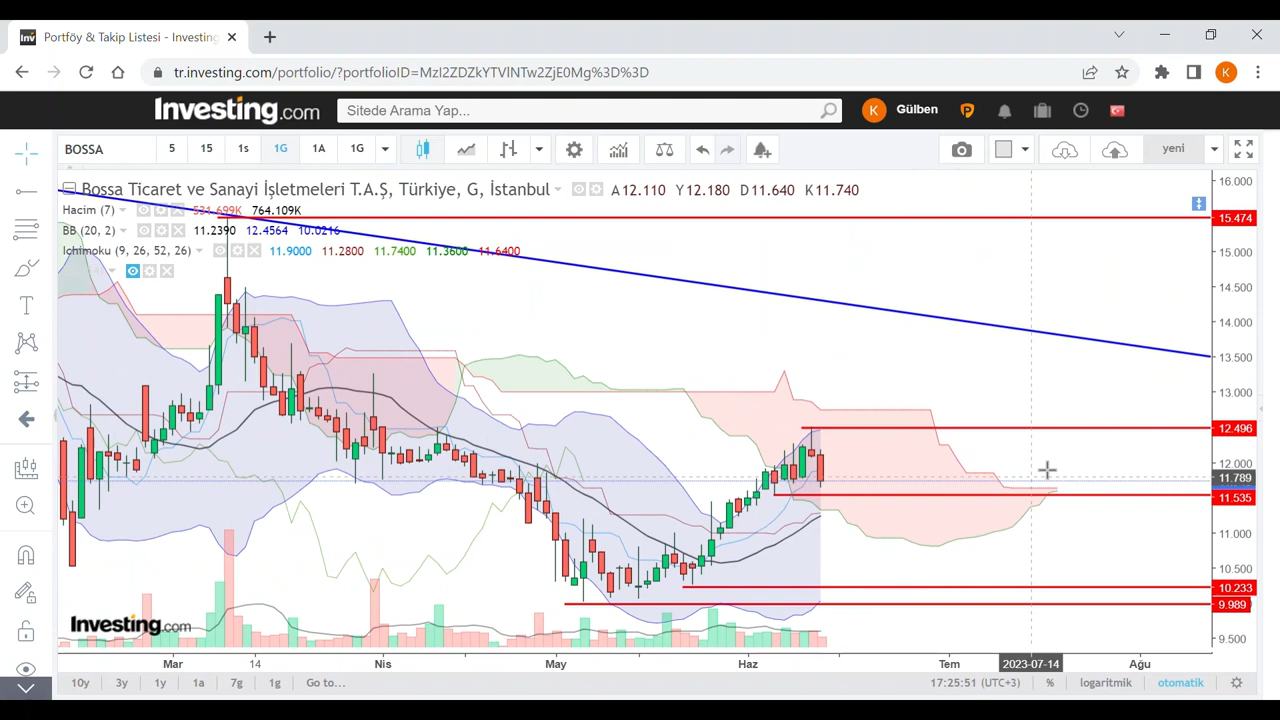 Portföy & Takip Listesi - Investing
tr.investing.com/portfolio/?portfolioID=MzI2ZDZkYTVlNTw2ZjE0Mg%3D%3D
K
Investing.com
Sitede Arama Yap...
K
Gülben
BOSSA
5
15
1s
1G
1A
1G
yeni
Bossa Ticaret ve Sanayi İşletmeleri T.A.Ş, Türkiye, G, İstanbul
A12.110 Y12.180 D11.640 K11.740
Hacim (7)
531.699K 764.109K
BB (20, 2)
11.2390 12.4564 10.0216
Ichimoku (9, 26, 52, 26)
11.9000 11.2800 11.7400 11.3600 11.6400
16.000
15.474
15.000
14.500
14.000
13.500
13.000
12.496
12.000
11.789
11.535
11.000
10.500
10.233
9.989
9.500
Investing.com
Mar
14
Nis
May
Haz
Tem
2023-07-14
Ağu
10y
3y
1y
1a
7g
1g
Go to...
17:25:51 (UTC+3)
%
logaritmik
otomatik